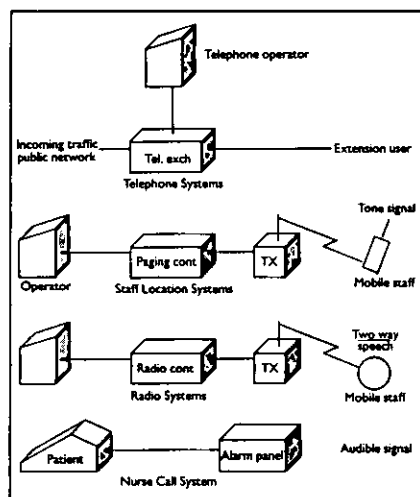 Telephone operator
Incoming traffic
public network
Tel. exch
Extension user
Telephone Systems
Tone signal
Paging cont
TX
Operator
Staff Location Systems
Mobile staff
Two way
speech
Radio cont
TX
Radio Systems
Mobile staff
Patient
Alarm panel
Audible signal
Nurse Call System